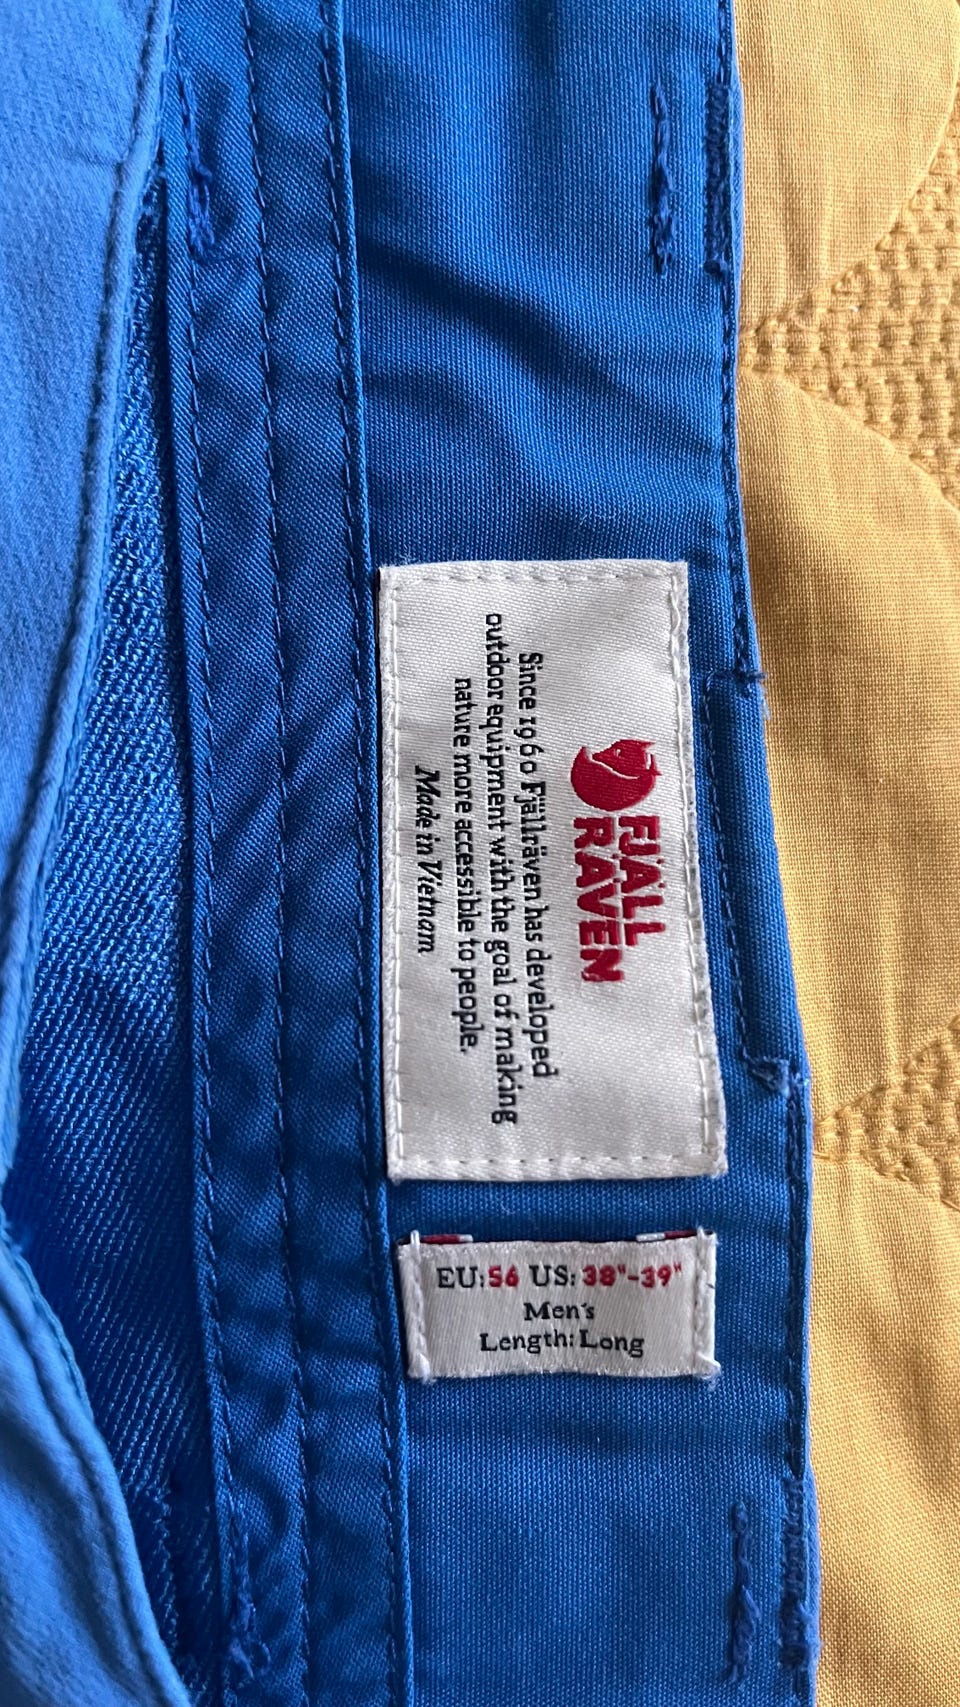 FJÄLL
RÄVEN
Since 1960 Fjällräven has developed
outdoor equipment with the goal of making
nature more accessible to people.
Made in Vietnam
EU:56 US:38"-39"
Men's
Length:Long